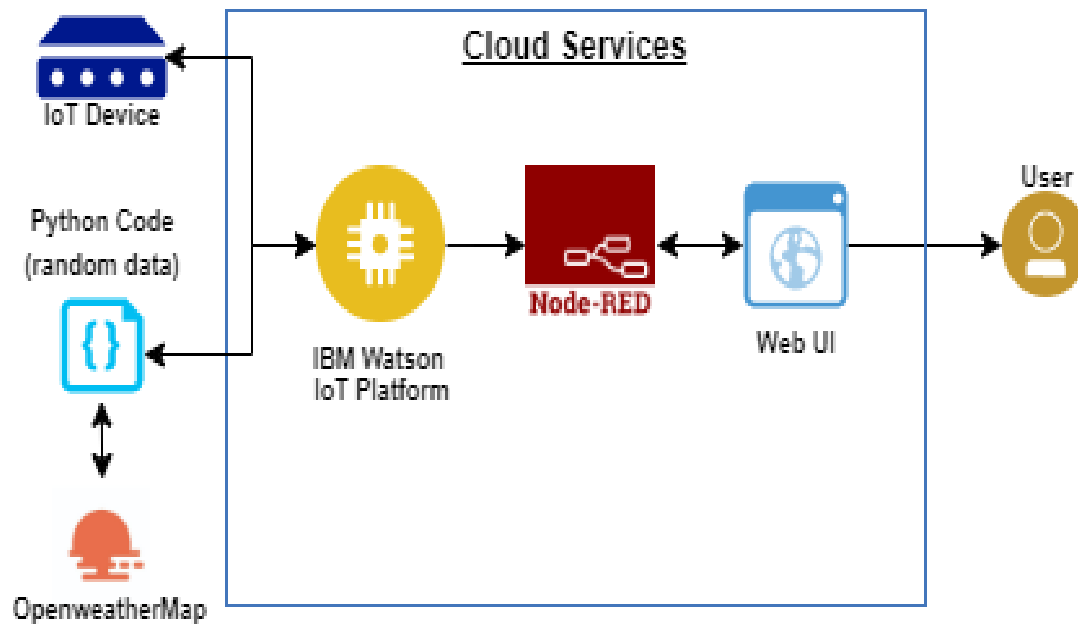 Cloud Services
IoT Device
Python Code
(random data)
{}
OpenweatherMap
IBM Watson
IoT Platform
Node-RED
Web UI
User